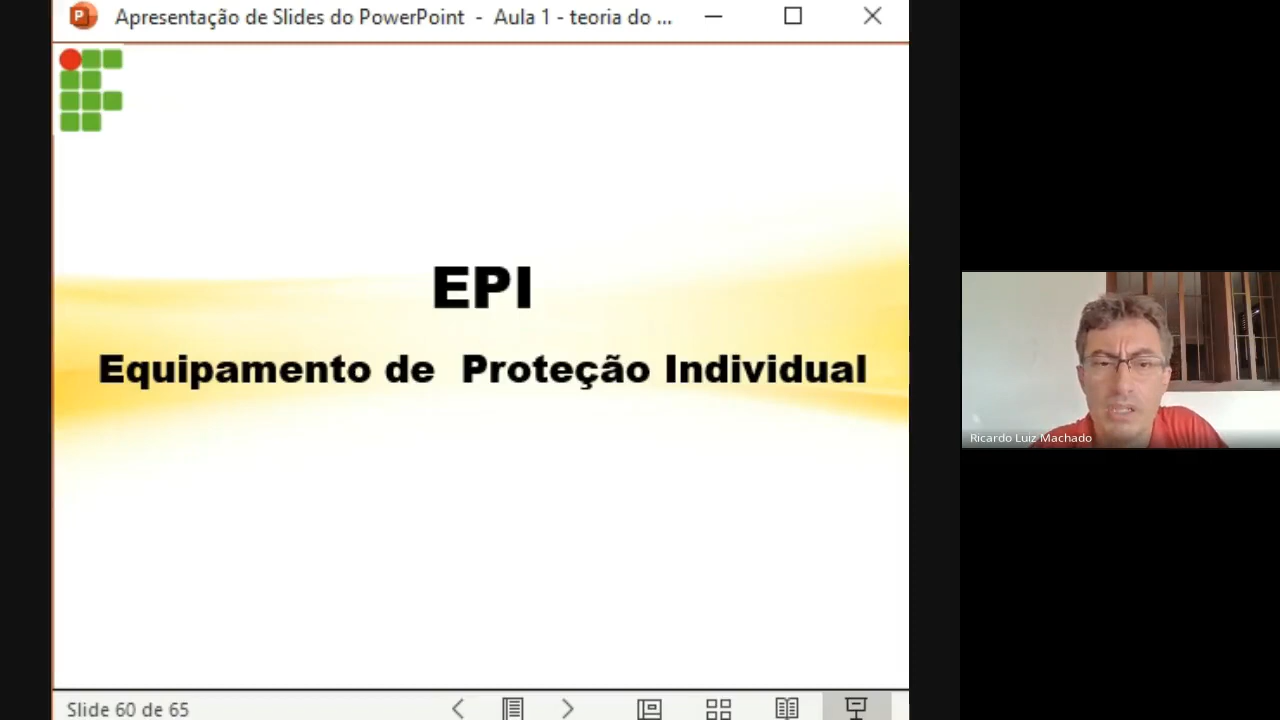 Apresentação de Slides do PowerPoint - Aula 1 - teoria do ...
EPI
Equipamento de Proteção Individual
Ricardo Luiz Machado
Slide 60 de 65